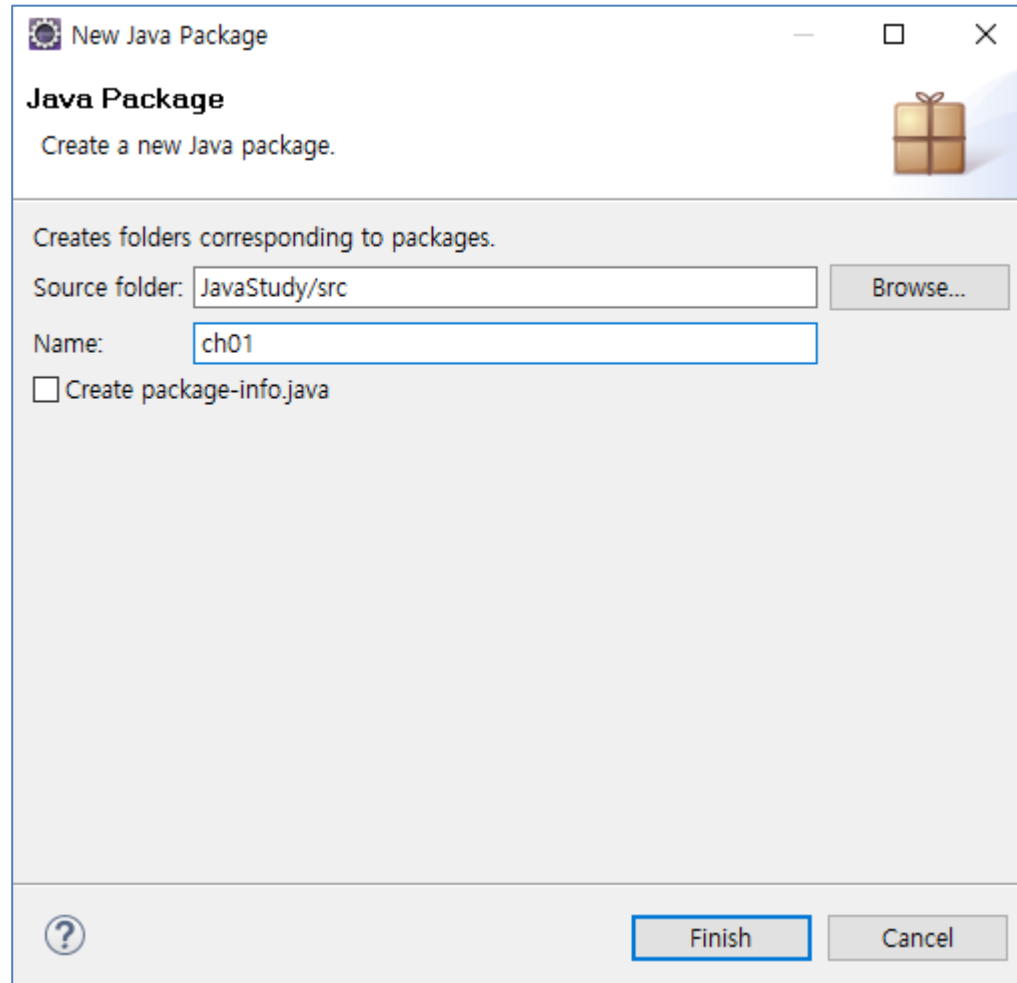 New Java Package
Java Package
Create a new Java package.
Creates folders corresponding to packages.
Source folder: JavaStudy/src Browse...
Name: ch01
Create package-info.java
? Finish Cancel